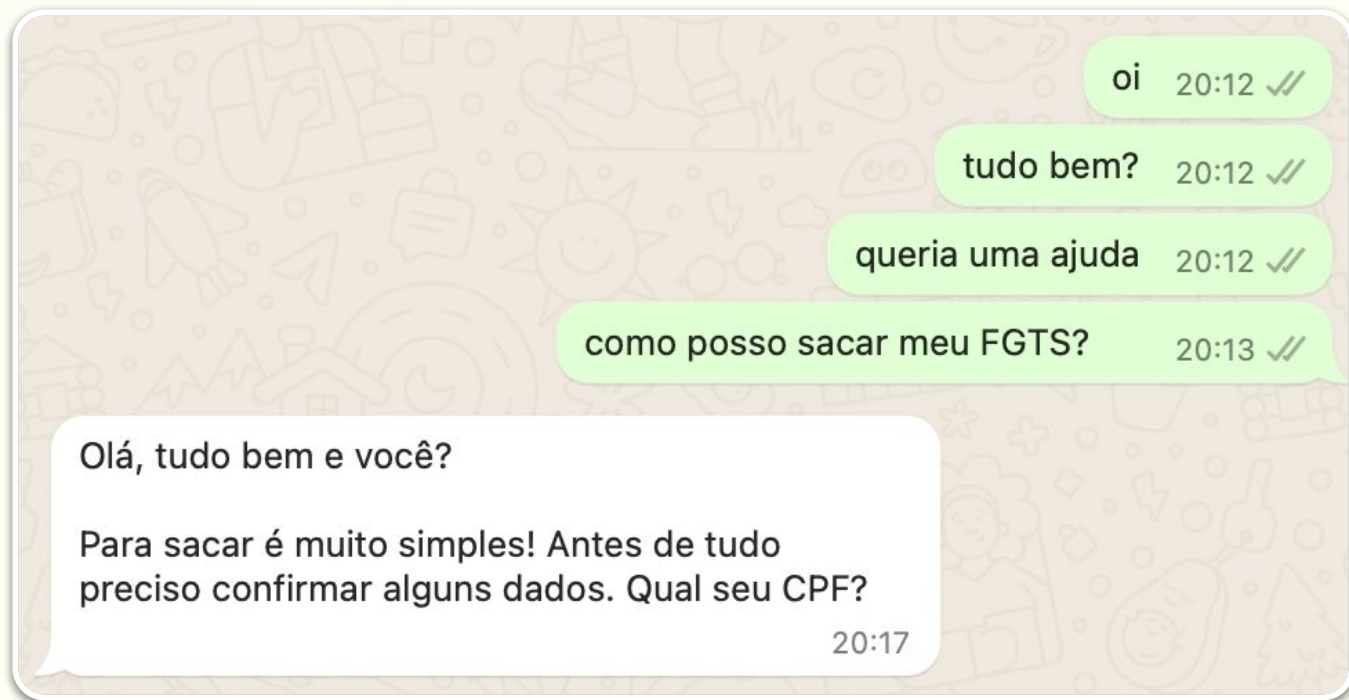 oi 20:12
tudo bem? 20:12
queria uma ajuda 20:12
como posso sacar meu FGTS? 20:13
Olá, tudo bem e você?
Para sacar é muito simples! Antes de tudo
preciso confirmar alguns dados. Qual seu CPF?
20:17